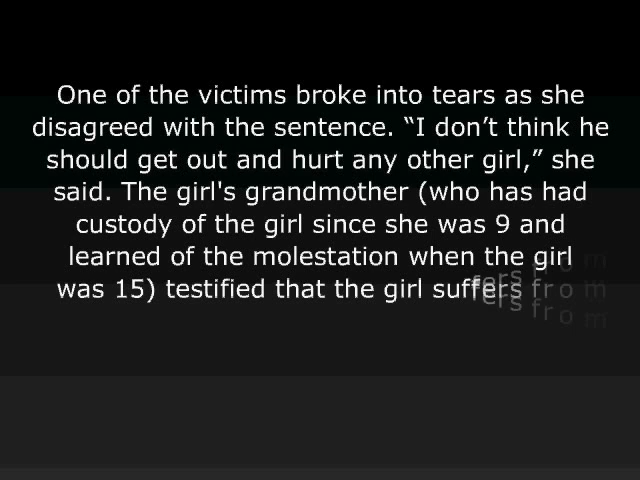 One of the victims broke into tears as she
disagreed with the sentence. “I don’t think he
should get out and hurt any other girl,” she
said. The girl's grandmother (who has had
custody of the girl since she was 9 and
learned of the molestation when the girl
was 15) testified that the girl suffers from